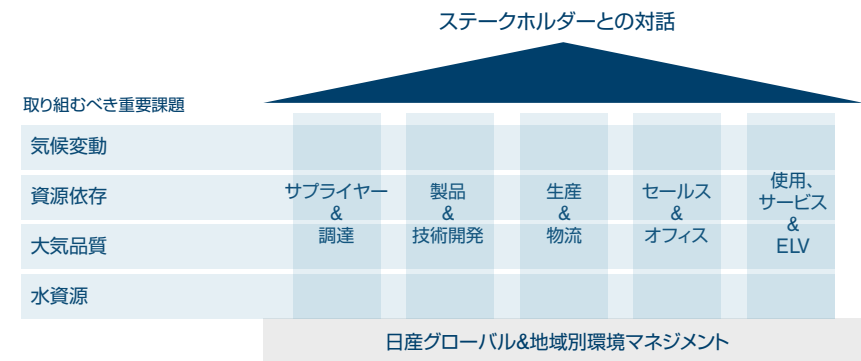 ステークホルダーとの対話
取り組むべき重要課題
気候変動
資源依存
大気品質
水資源
サプライヤー
&
調達
製品
&
技術開発
生産
&
物流
セールス
&
オフィス
使用、
サービス
&
ELV
日産グローバル&地域別環境マネジメント